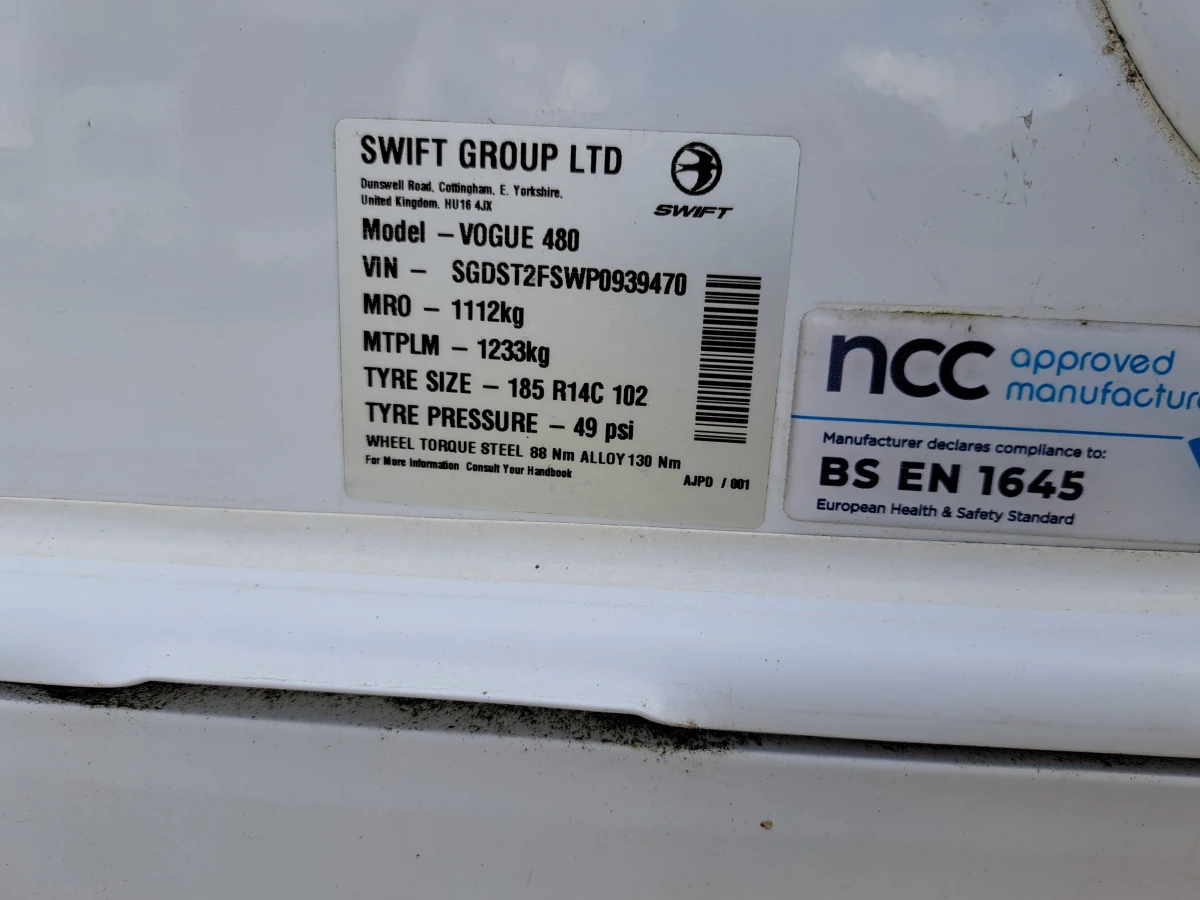 SWIFT GROUP LTD
Dunswell Road, Cottingham, E. Yorkshire,
United Kingdom. HU16 4JX
SWIFT
Model – VOGUE 480
VIN – SGDST2FSWP0939470
MRO – 1112kg
MTPLM – 1233kg
TYRE SIZE – 185 R14C 102
TYRE PRESSURE – 49 psi
WHEEL TORQUE STEEL 88 Nm ALLOY 130 Nm
For More Information Consult Your Handbook
AJPD / 001
ncc approved
manufactur
Manufacturer declares compliance to:
BS EN 1645
European Health & Safety Standard